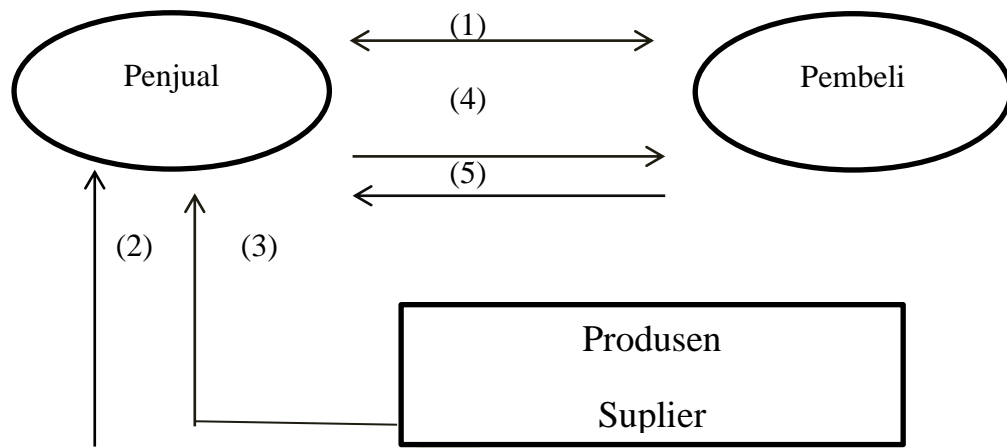 (1)
Penjual
Pembeli
(4)
(5)
(2)
(3)
Produsen
Suplier